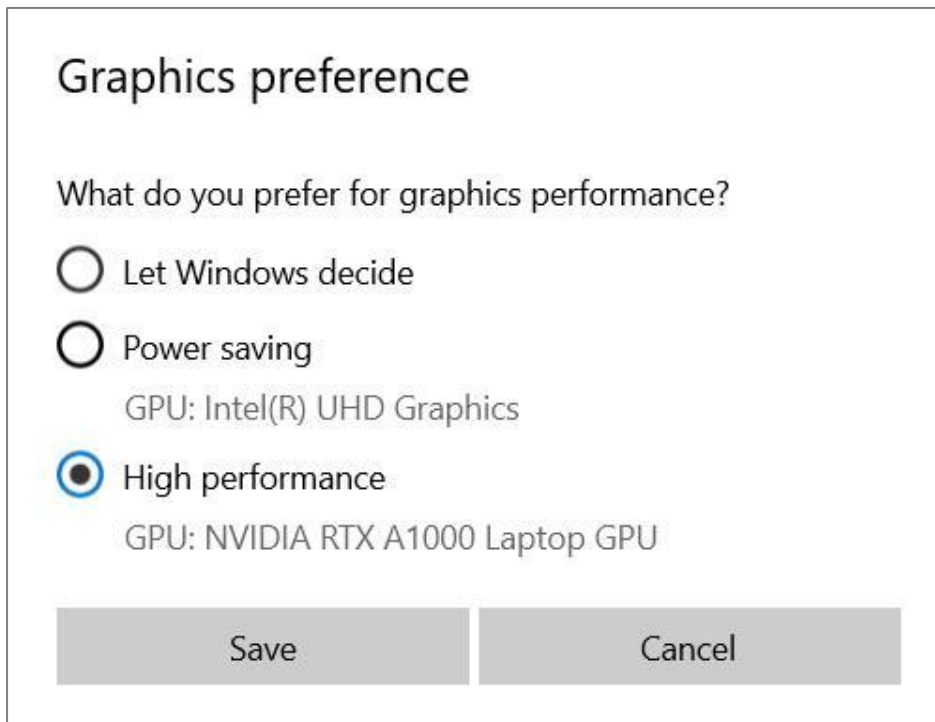 Graphics preference
What do you prefer for graphics performance?
Let Windows decide
Power saving
GPU: Intel(R) UHD Graphics
High performance
GPU: NVIDIA RTX A1000 Laptop GPU
Save
Cancel